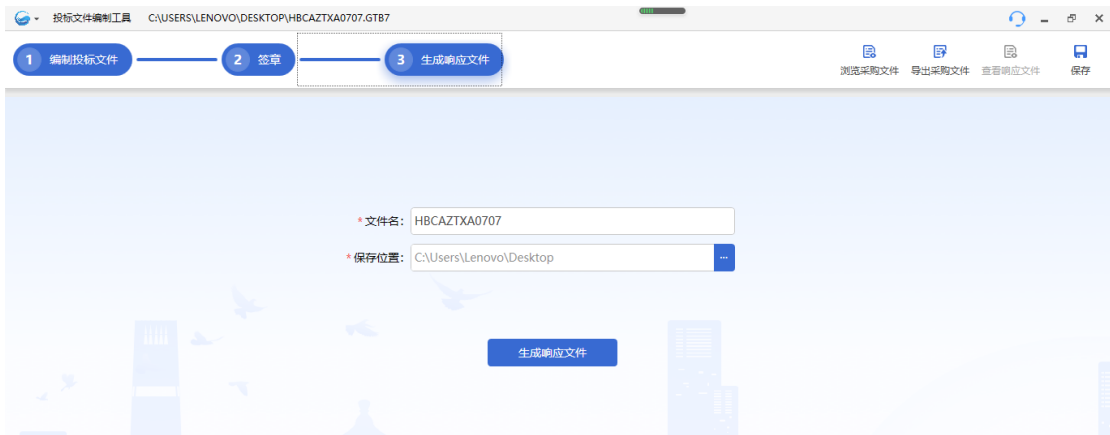 投标文件编制工具 C:\USERS\LENOVO\DESKTOP\HBCAZTXA0707.GTB7
1 编制投标文件 2 签章 3 生成响应文件
浏览采购文件 导出采购文件 查看响应文件 保存
*文件名: HBCAZTXA0707
*保存位置: C:\Users\Lenovo\Desktop ...
生成响应文件